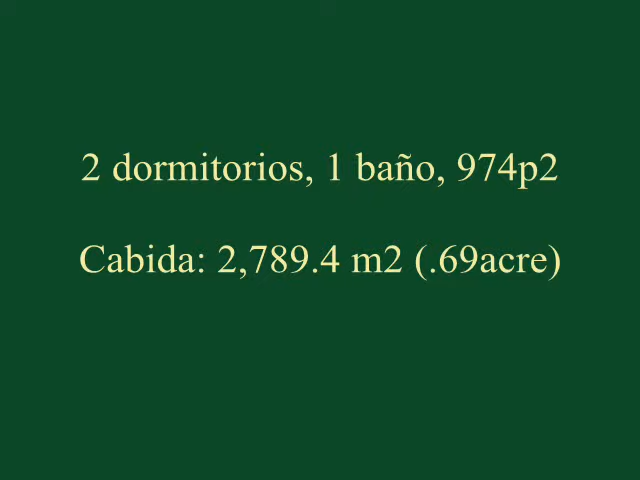 2 dormitorios, 1 baño, 974p2
Cabida: 2,789.4 m2 (.69acre)